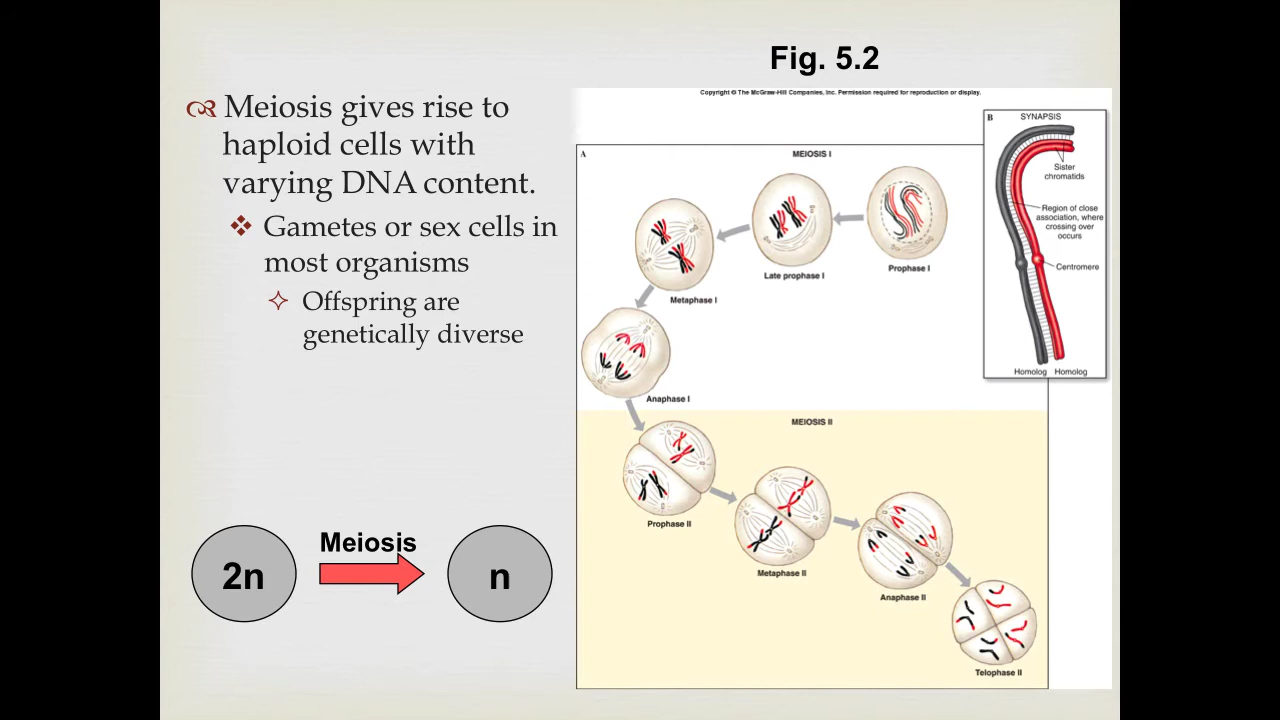 Fig. 5.2
Meiosis gives rise to
haploid cells with
varying DNA content.
Gametes or sex cells in
most organisms
Offspring are
genetically diverse
2n
Meiosis
n
Copyright © The McGraw-Hill Companies, Inc. Permission required for reproduction or display.
A
MEIOSIS I
Prophase I
Late prophase I
Metaphase I
Anaphase I
B
SYNAPSIS
Sister
chromatids
Region of close
association, where
crossing over
occurs
Centromere
Homolog Homolog
MEIOSIS II
Prophase II
Metaphase II
Anaphase II
Telophase II